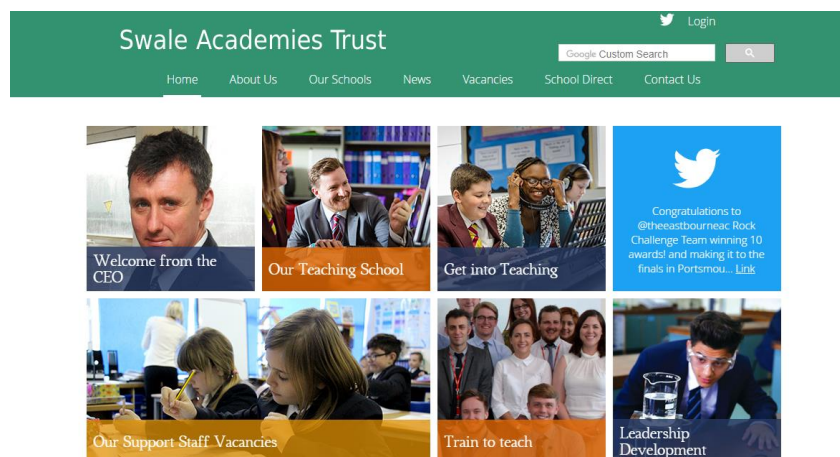 Login
Swale Academies Trust
Google Custom Search
Home About Us Our Schools News Vacancies School Direct Contact Us
Welcome from the
CEO
Our Teaching School
Get into Teaching
Congratulations to
@theeastbourneac Rock
Challenge Team winning 10
awards! and making it to the
finals in Portsmou... Link
Our Support Staff Vacancies
Train to teach
Leadership
Development